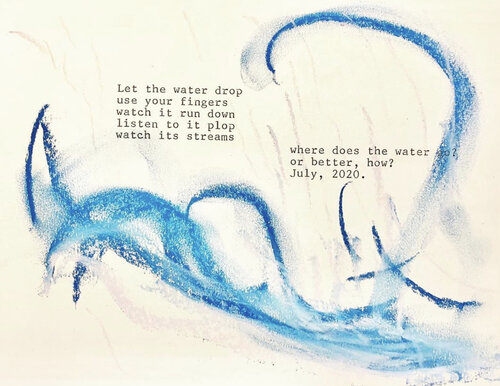 Let the water drop
use your fingers
watch it run down
listen to it plop
watch its streams
where does the water go?
or better, how?
July, 2020.